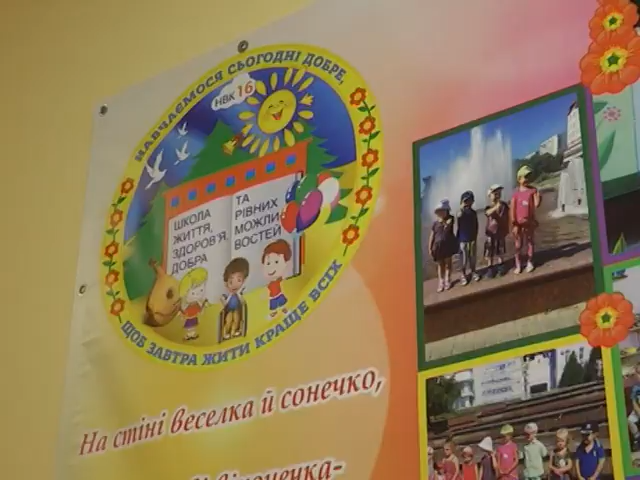 НАВЧАЄМОСЯ СЬОГОДНІ ДОБРЕ,
НВК 16
ШКОЛА
ЖИТТЯ,
ЗДОРОВ'Я,
ДОБРА
ТА
РІВНИХ
МОЖЛИ
ВОСТЕЙ
ЩОБ ЗАВТРА ЖИТИ КРАЩЕ ВСІХ
На стіні веселка й сонечко,